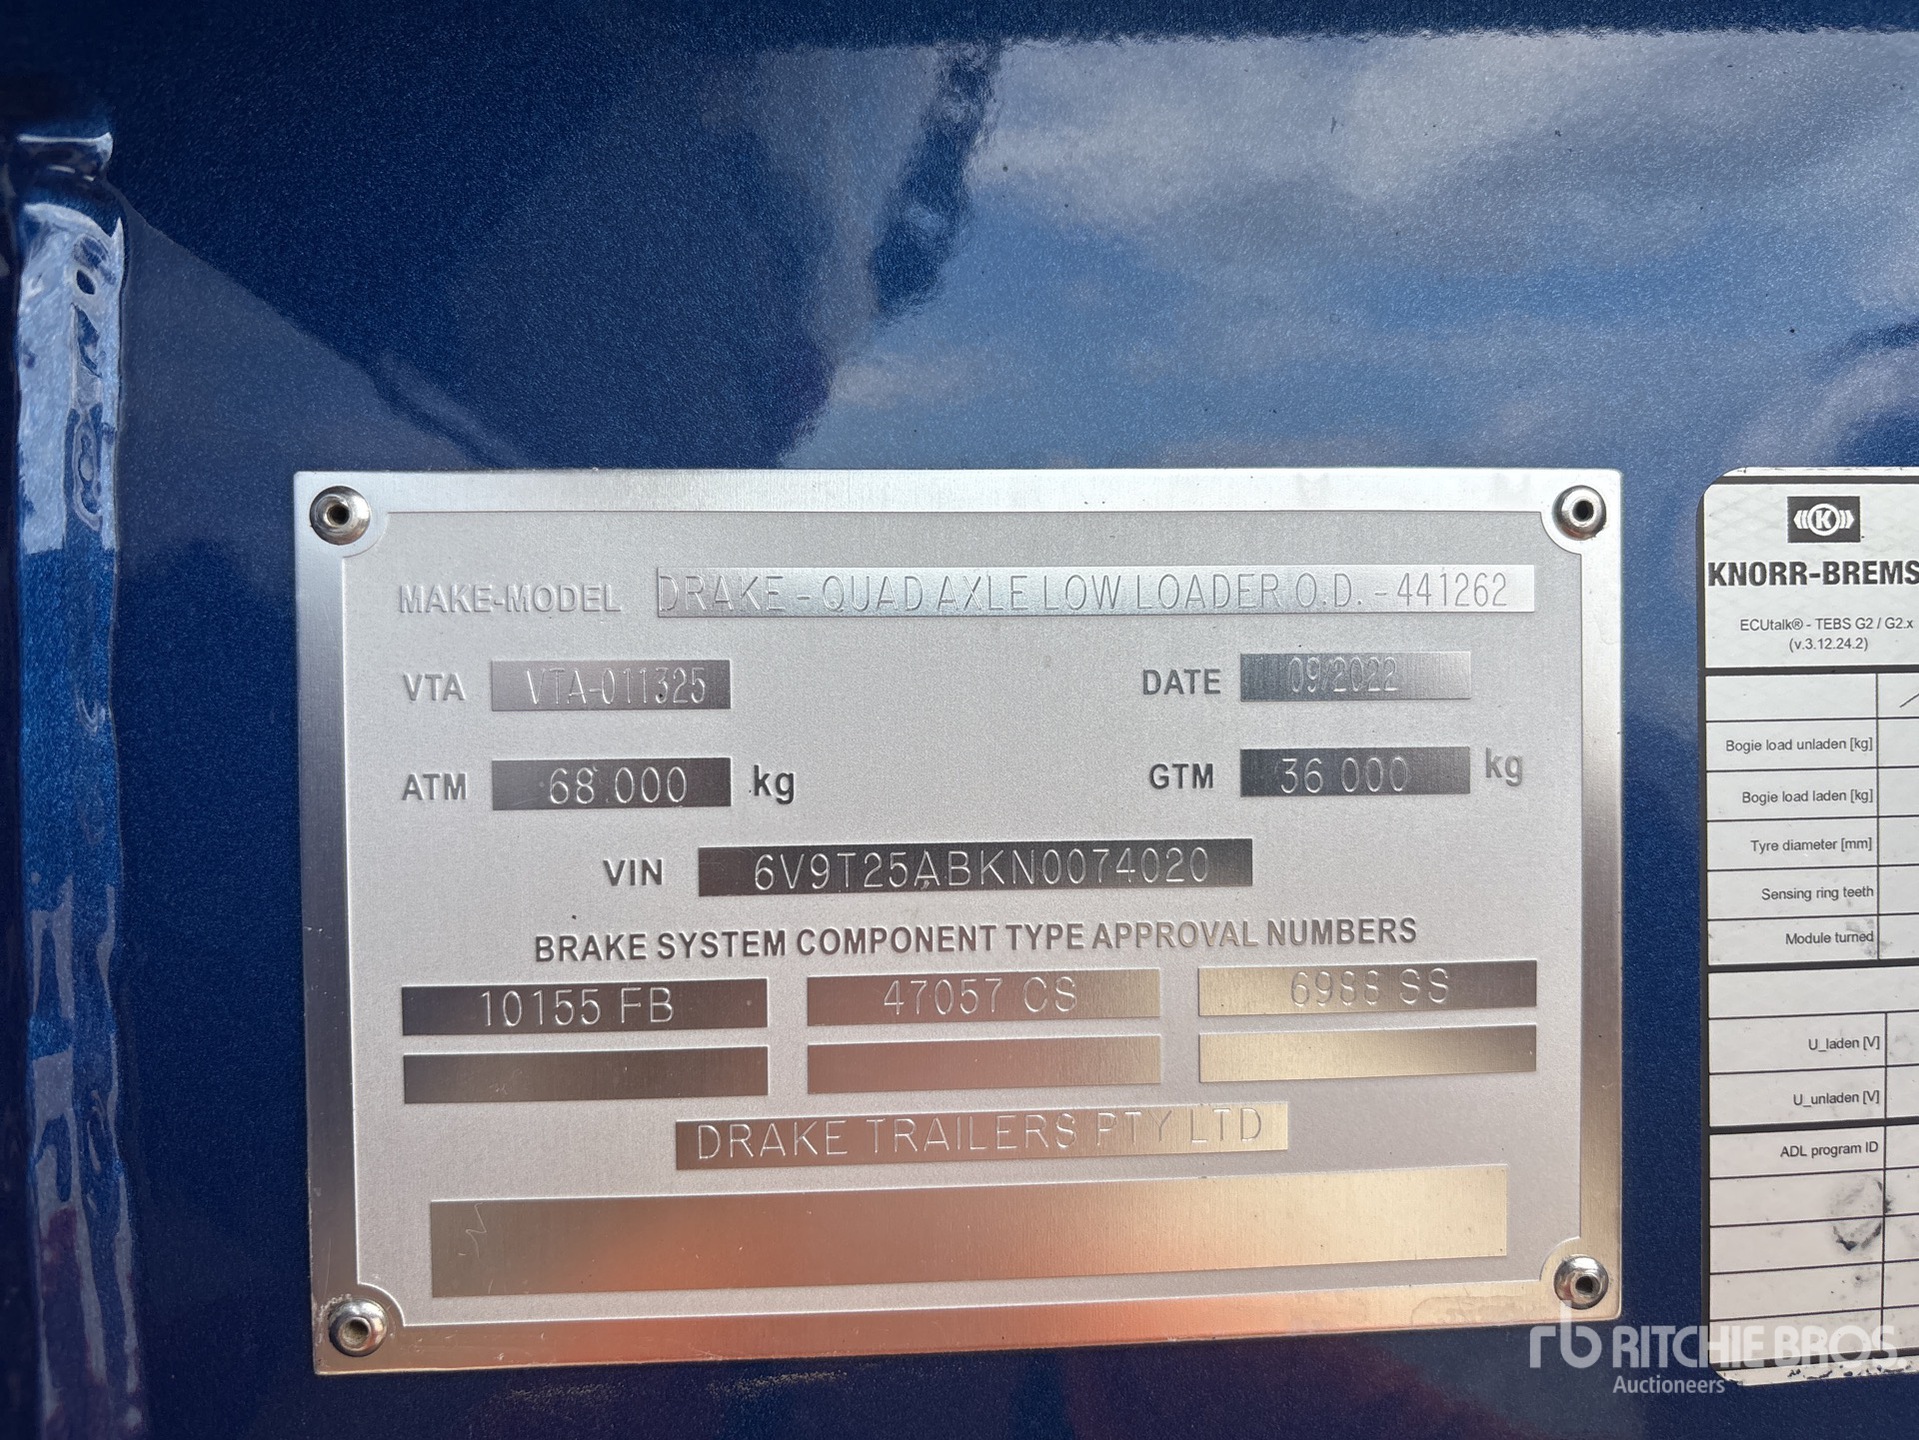 MAKE-MODEL DRAKE - QUAD AXLE LOW LOADER O.D. - 441262
VTA VTA-011325 DATE 09/2022
ATM 68 000 kg GTM 36 000 kg
VIN 6V9T25ABKN0074020
BRAKE SYSTEM COMPONENT TYPE APPROVAL NUMBERS
10155 FB 47057 CS 6988 SS
DRAKE TRAILERS PTY LTD
K
KNORR-BREMS
ECUtalk® - TEBS G2 / G2.x
(v.3.12.24.2)
Bogie load unladen [kg]
Bogie load laden [kg]
Tyre diameter [mm]
Sensing ring teeth
Module turned
U_laden [V]
U_unladen [V]
ADL program ID
rb RITCHIE BROS.
Auctioneers